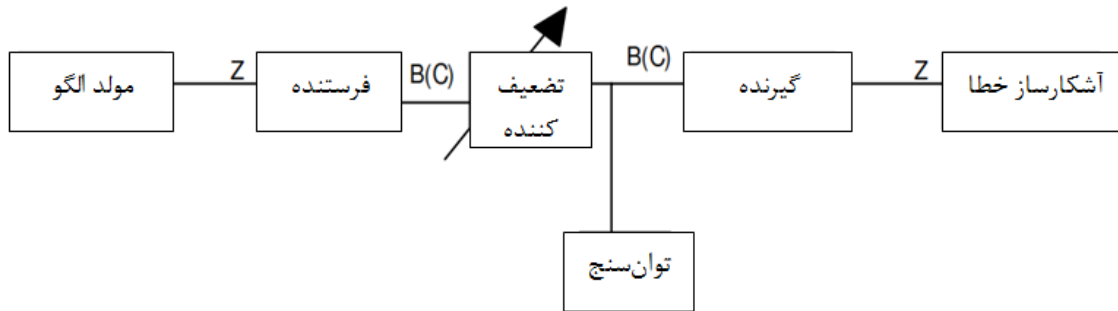 مولد الگو
Z
فرستنده
B(C)
تضعیف
کننده
B(C)
گیرنده
Z
آشکارساز خطا
توان‌سنج